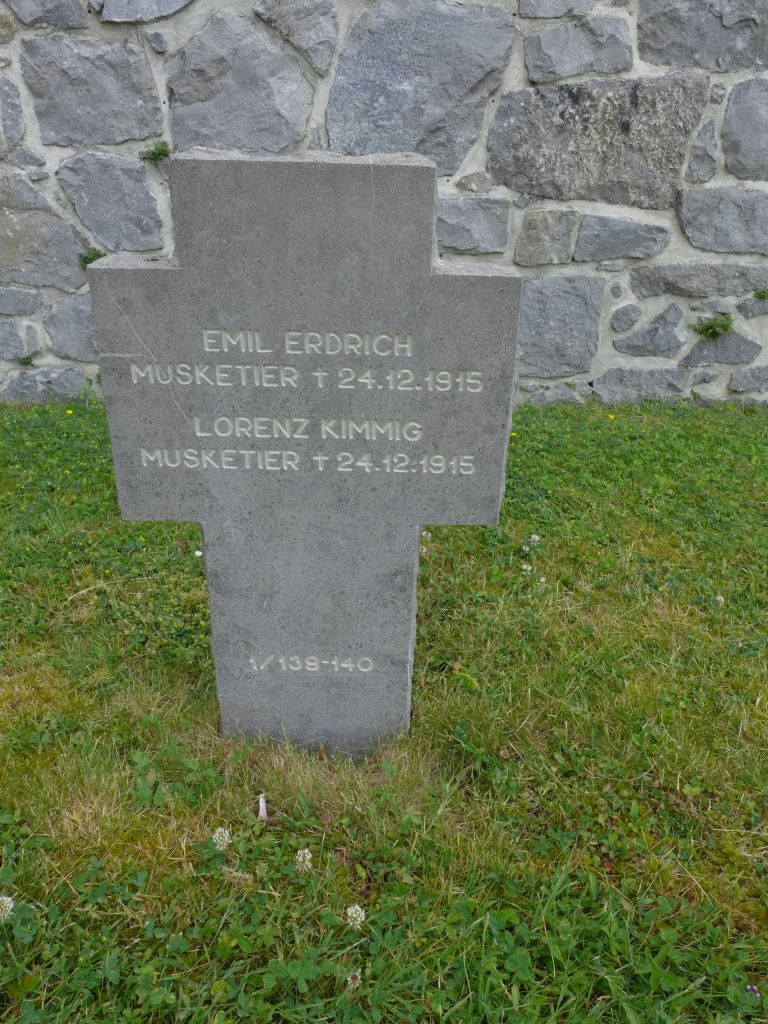 EMIL ERDRICH
MUSKETIER † 24.12.1915
LORENZ KIMMIG
MUSKETIER † 24.12.1915
1/139-140